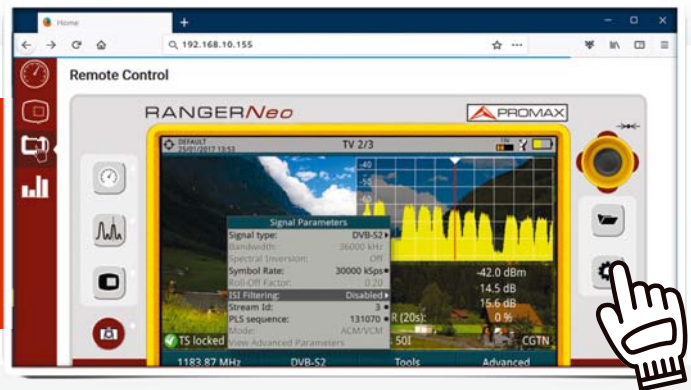 Home
192.168.10.155
Remote Control
RANGERNeo
PROMAX
DEFAULT
25/01/2017 13:53
TV 2/3
-40
-50
-60
Signal Parameters
Signal type: DVB-S2
Bandwidth: 36000 kHz
Spectral Inversion: Off
Symbol Rate: 30000 kSps
Roll-Off Factor: 0.20
ISI Filtering: Disabled
Stream Id: 3
PLS sequence: 131070
Mode: ACM/VCM
View Advanced Parameters
-42.0 dBm
14.5 dB
15.6 dB
R (20s): 0 %
TS locked
CGTN
1183.87 MHz
DVB-S2
Tools
Advanced